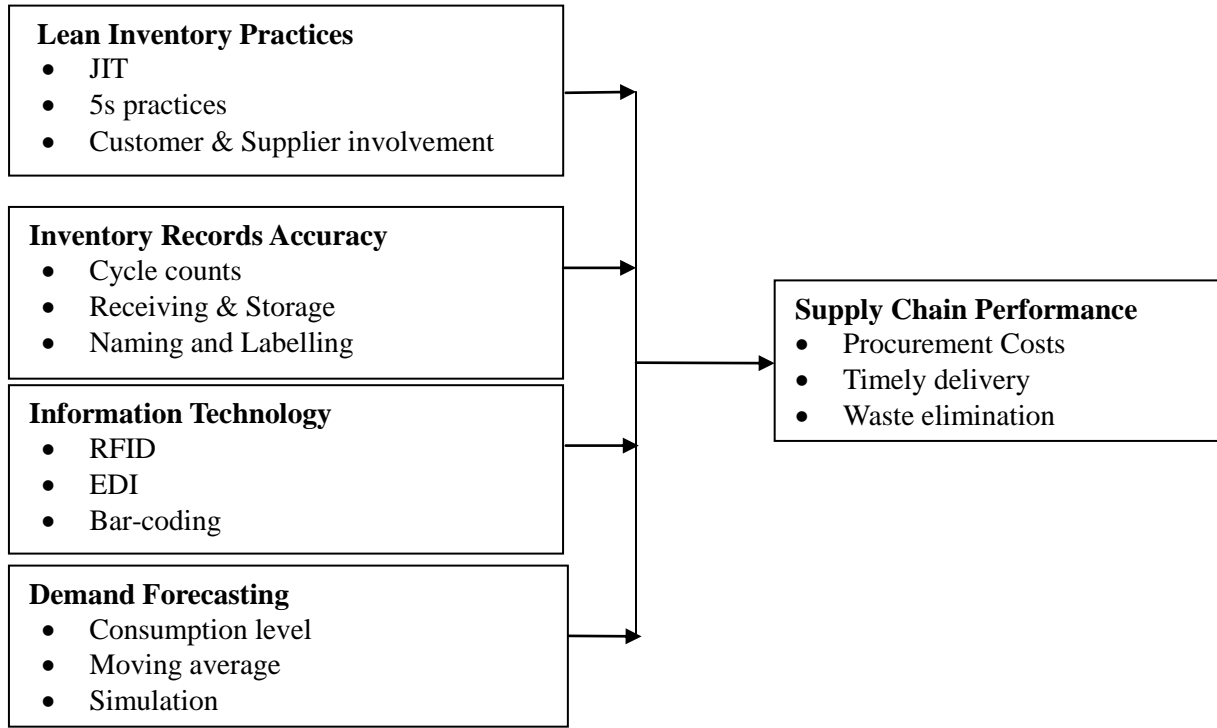 Lean Inventory Practices
• JIT
• 5s practices
• Customer & Supplier involvement
Inventory Records Accuracy
• Cycle counts
• Receiving & Storage
• Naming and Labelling
Information Technology
• RFID
• EDI
• Bar-coding
Demand Forecasting
• Consumption level
• Moving average
• Simulation
Supply Chain Performance
• Procurement Costs
• Timely delivery
• Waste elimination